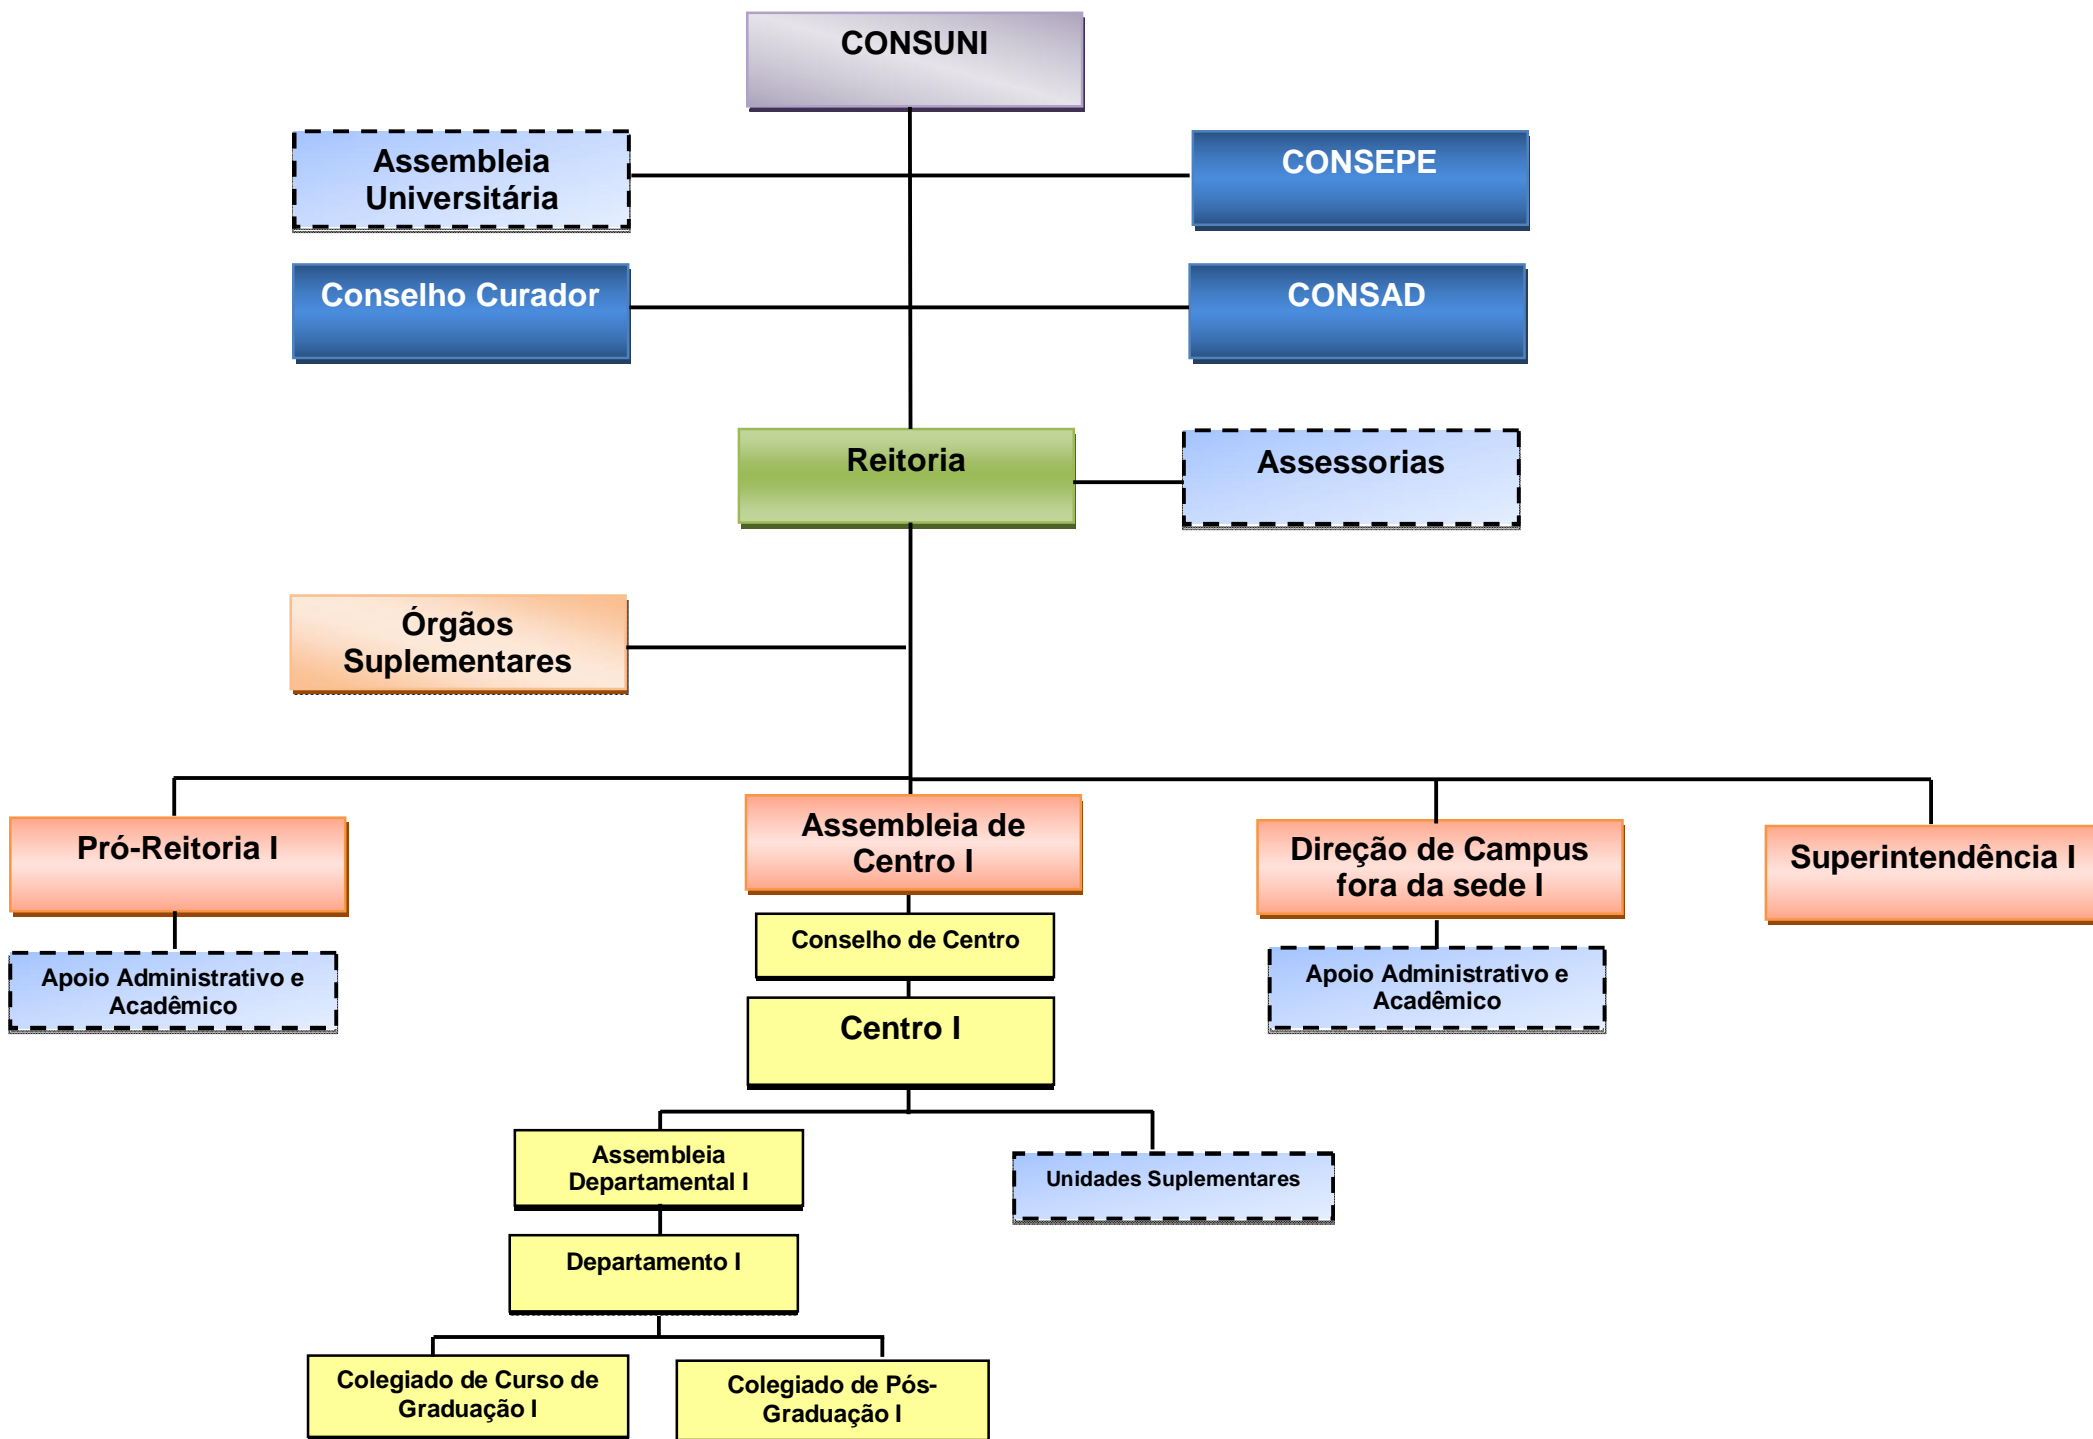 CONSUNI
Assembleia
Universitária
CONSEPE
Conselho Curador
CONSAD
Reitoria
Assessorias
Órgãos
Suplementares
Pró-Reitoria I
Assembleia de
Centro I
Direção de Campus
fora da sede I
Superintendência I
Apoio Administrativo e
Acadêmico
Conselho de Centro
Apoio Administrativo e
Acadêmico
Centro I
Assembleia
Departamental I
Unidades Suplementares
Departamento I
Colegiado de Curso de
Graduação I
Colegiado de Pós-
Graduação I